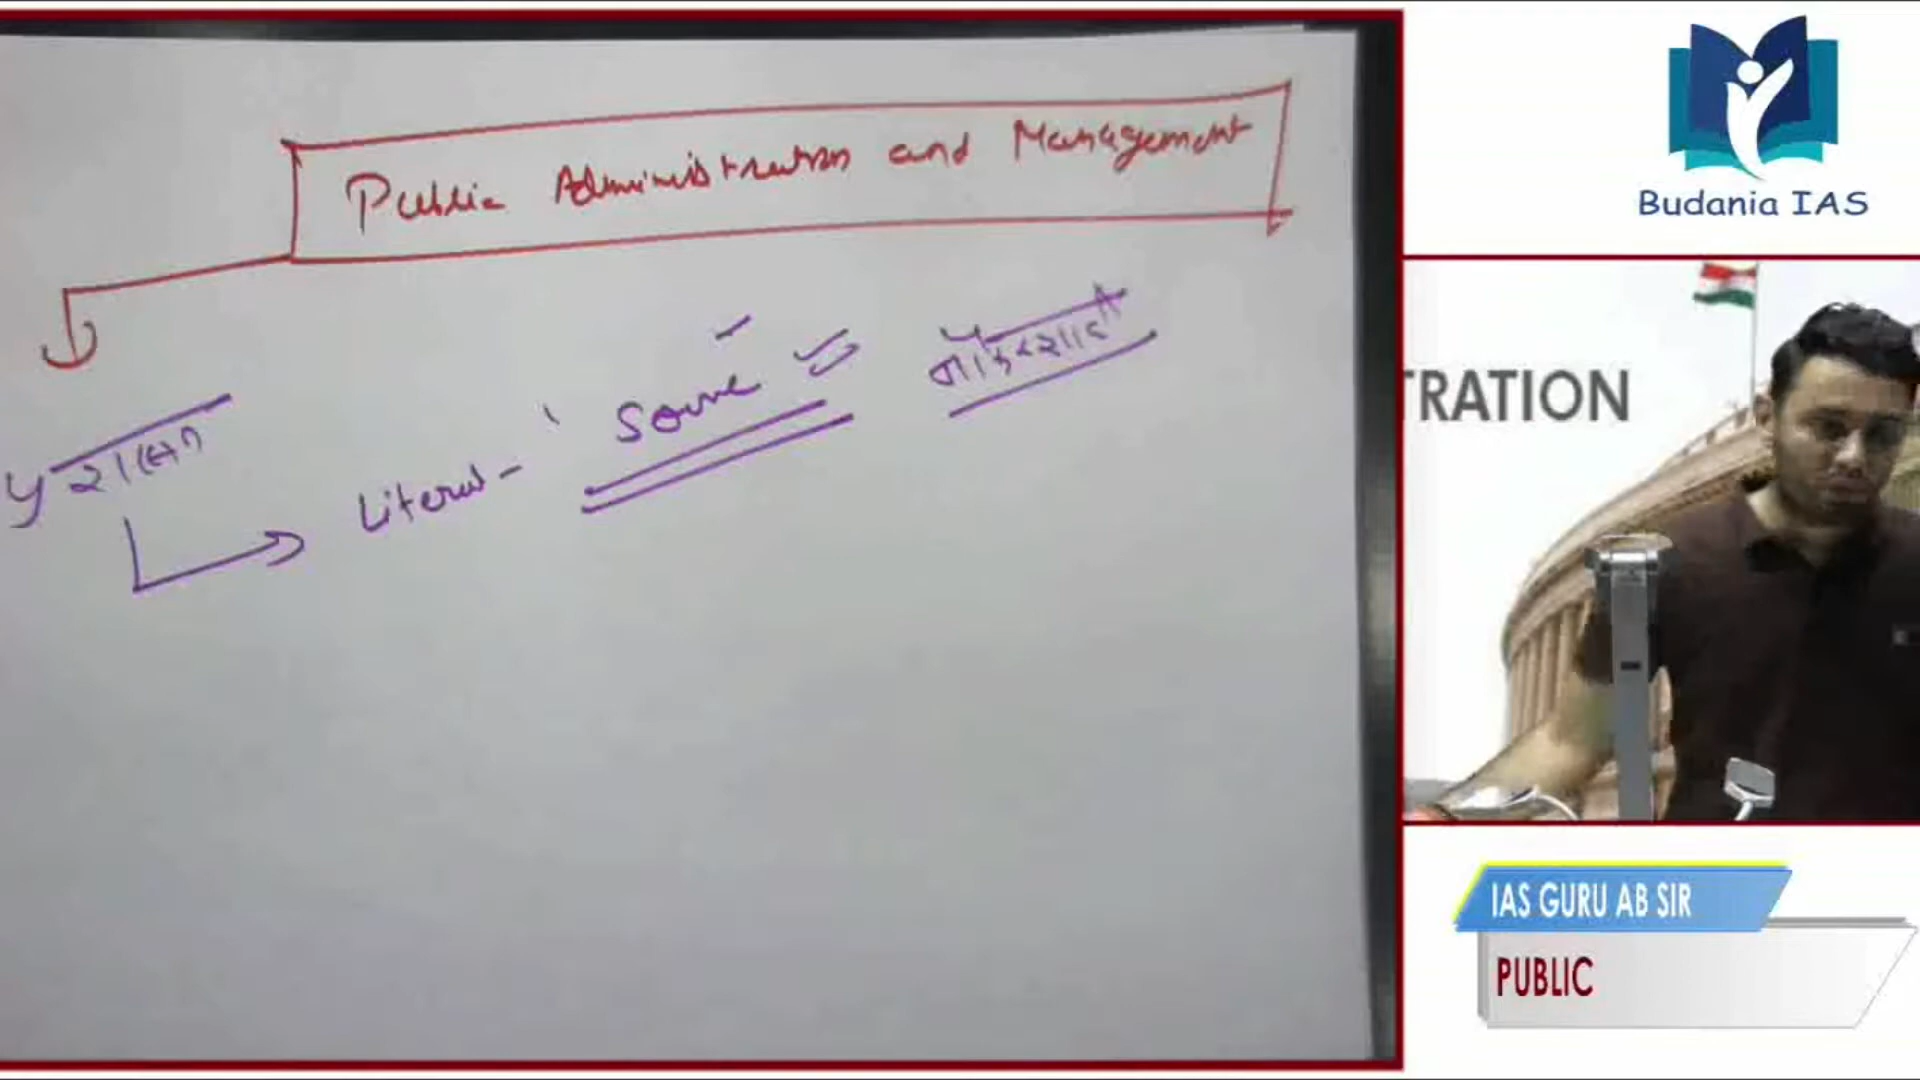 Public Administration and Management
प्रशासन
Literal - ' Serve
Budania IAS
TRATION
IAS GURU AB SIR
PUBLIC